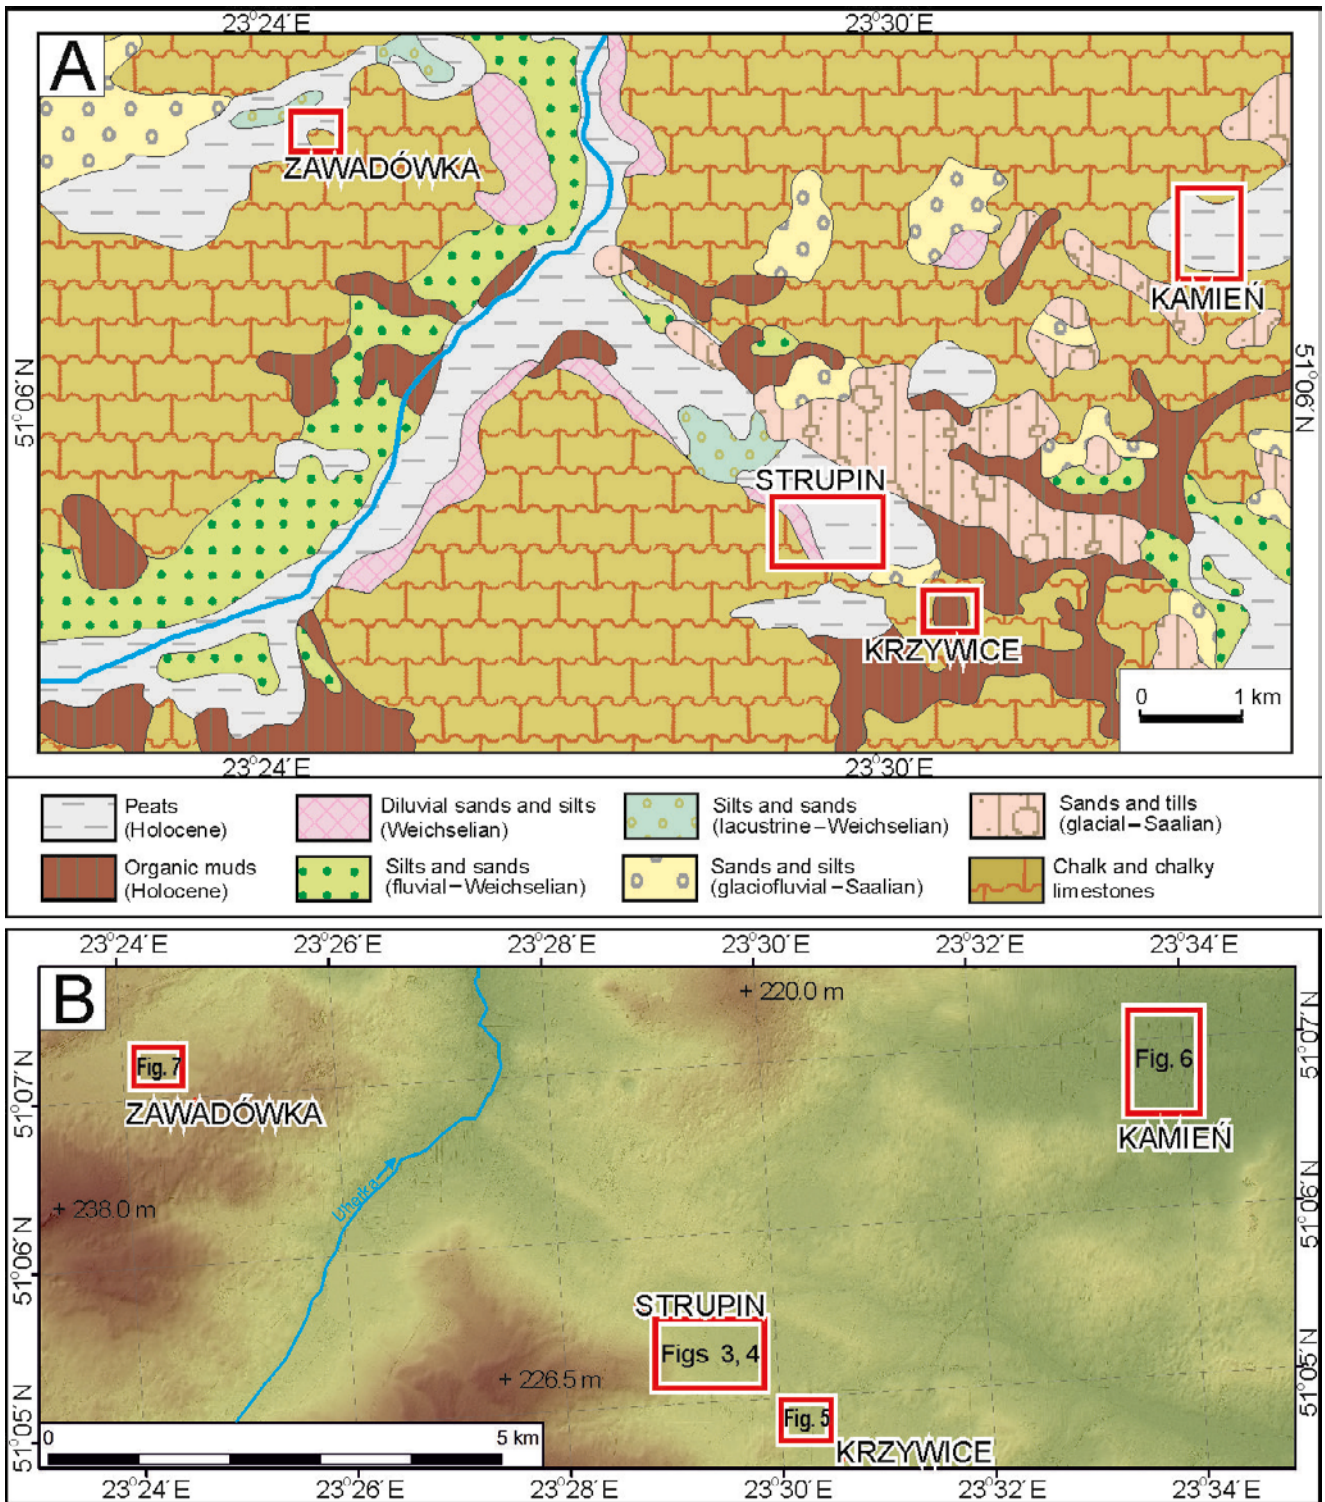 23°24´E 23°30´E
A
ZAWADÓWKA
KAMIEŃ
51°06´N 51°06´N
STRUPIN
KRZYWICE
0 1 km
23°24´E 23°30´E
Peats
(Holocene)
Diluvial sands and silts
(Weichselian)
Silts and sands
(lacustrine–Weichselian)
Sands and tills
(glacial–Saalian)
Organic muds
(Holocene)
Silts and sands
(fluvial–Weichselian)
Sands and silts
(glaciofluvial–Saalian)
Chalk and chalky
limestones
23°24´E 23°26´E 23°28´E 23°30´E 23°32´E 23°34´E
B
+ 220.0 m
51°07´N 51°07´N
Fig. 7
Fig. 6
ZAWADÓWKA
KAMIEŃ
Uherka
+ 238.0 m
51°06´N 51°06´N
STRUPIN
Figs 3, 4
+ 226.5 m
51°05´N 51°05´N
Fig. 5
KRZYWICE
0 5 km
23°24´E 23°26´E 23°28´E 23°30´E 23°32´E 23°34´E